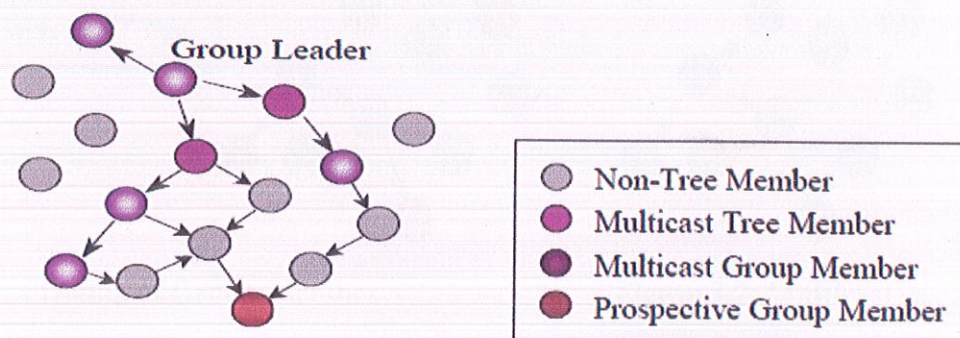 Group Leader
Non-Tree Member
Multicast Tree Member
Multicast Group Member
Prospective Group Member